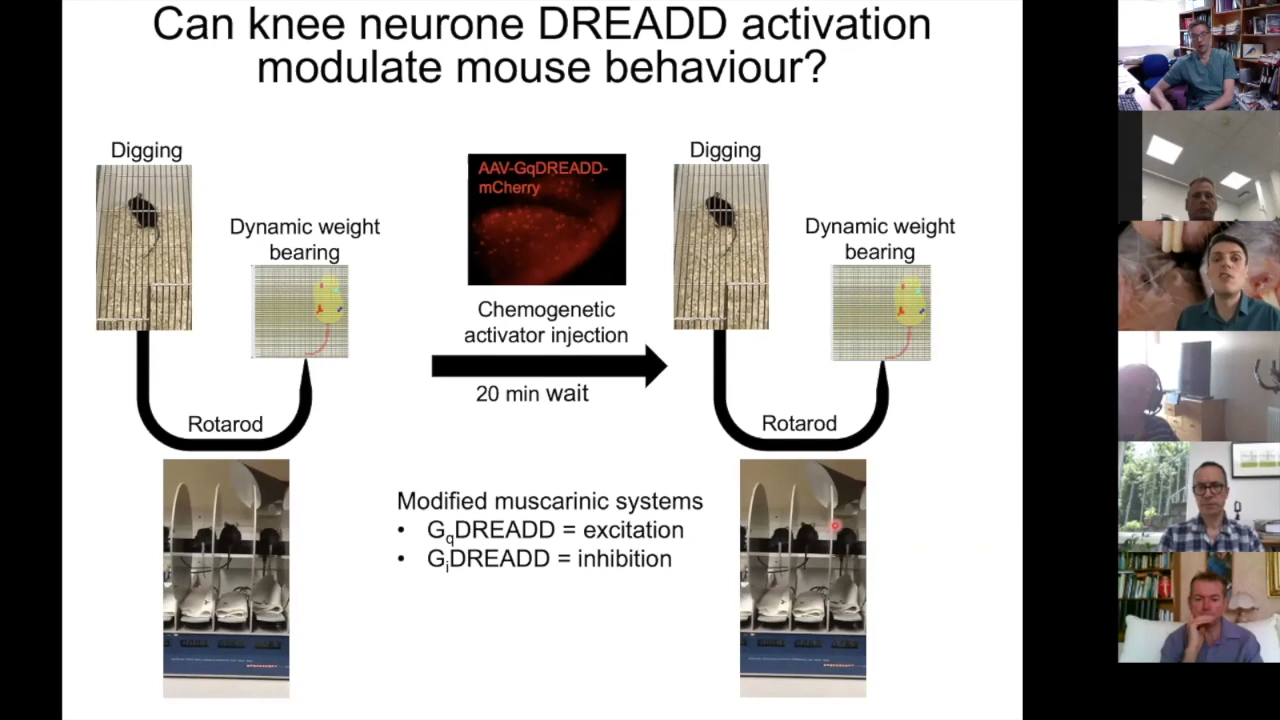 Can knee neurone DREADD activation
modulate mouse behaviour?
Digging
Dynamic weight
bearing
Rotarod
AAV-GqDREADD-
mCherry
Chemogenetic
activator injection
20 min wait
Modified muscarinic systems
• GqDREADD = excitation
• GiDREADD = inhibition
Digging
Dynamic weight
bearing
Rotarod